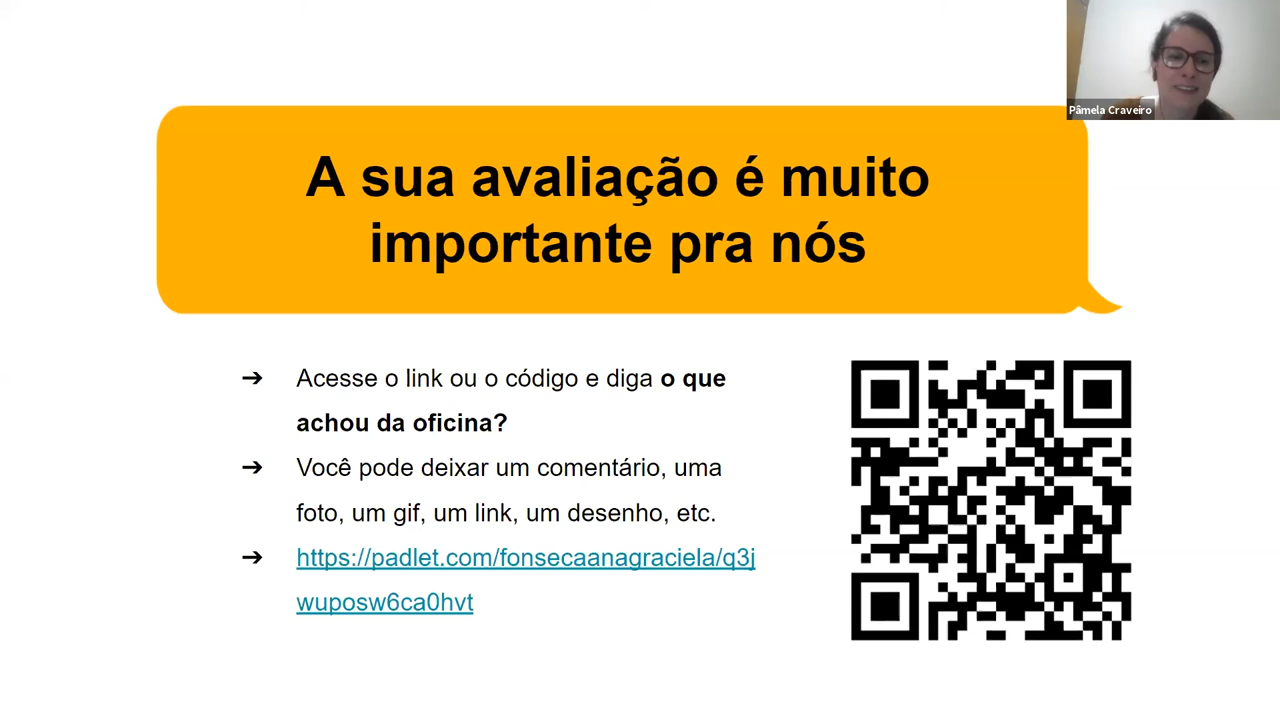 Pâmela Craveiro
A sua avaliação é muito
importante pra nós
➔ Acesse o link ou o código e diga o que
achou da oficina?
➔ Você pode deixar um comentário, uma
foto, um gif, um link, um desenho, etc.
➔ https://padlet.com/fonsecaanagraciela/q3j
wuposw6ca0hvt